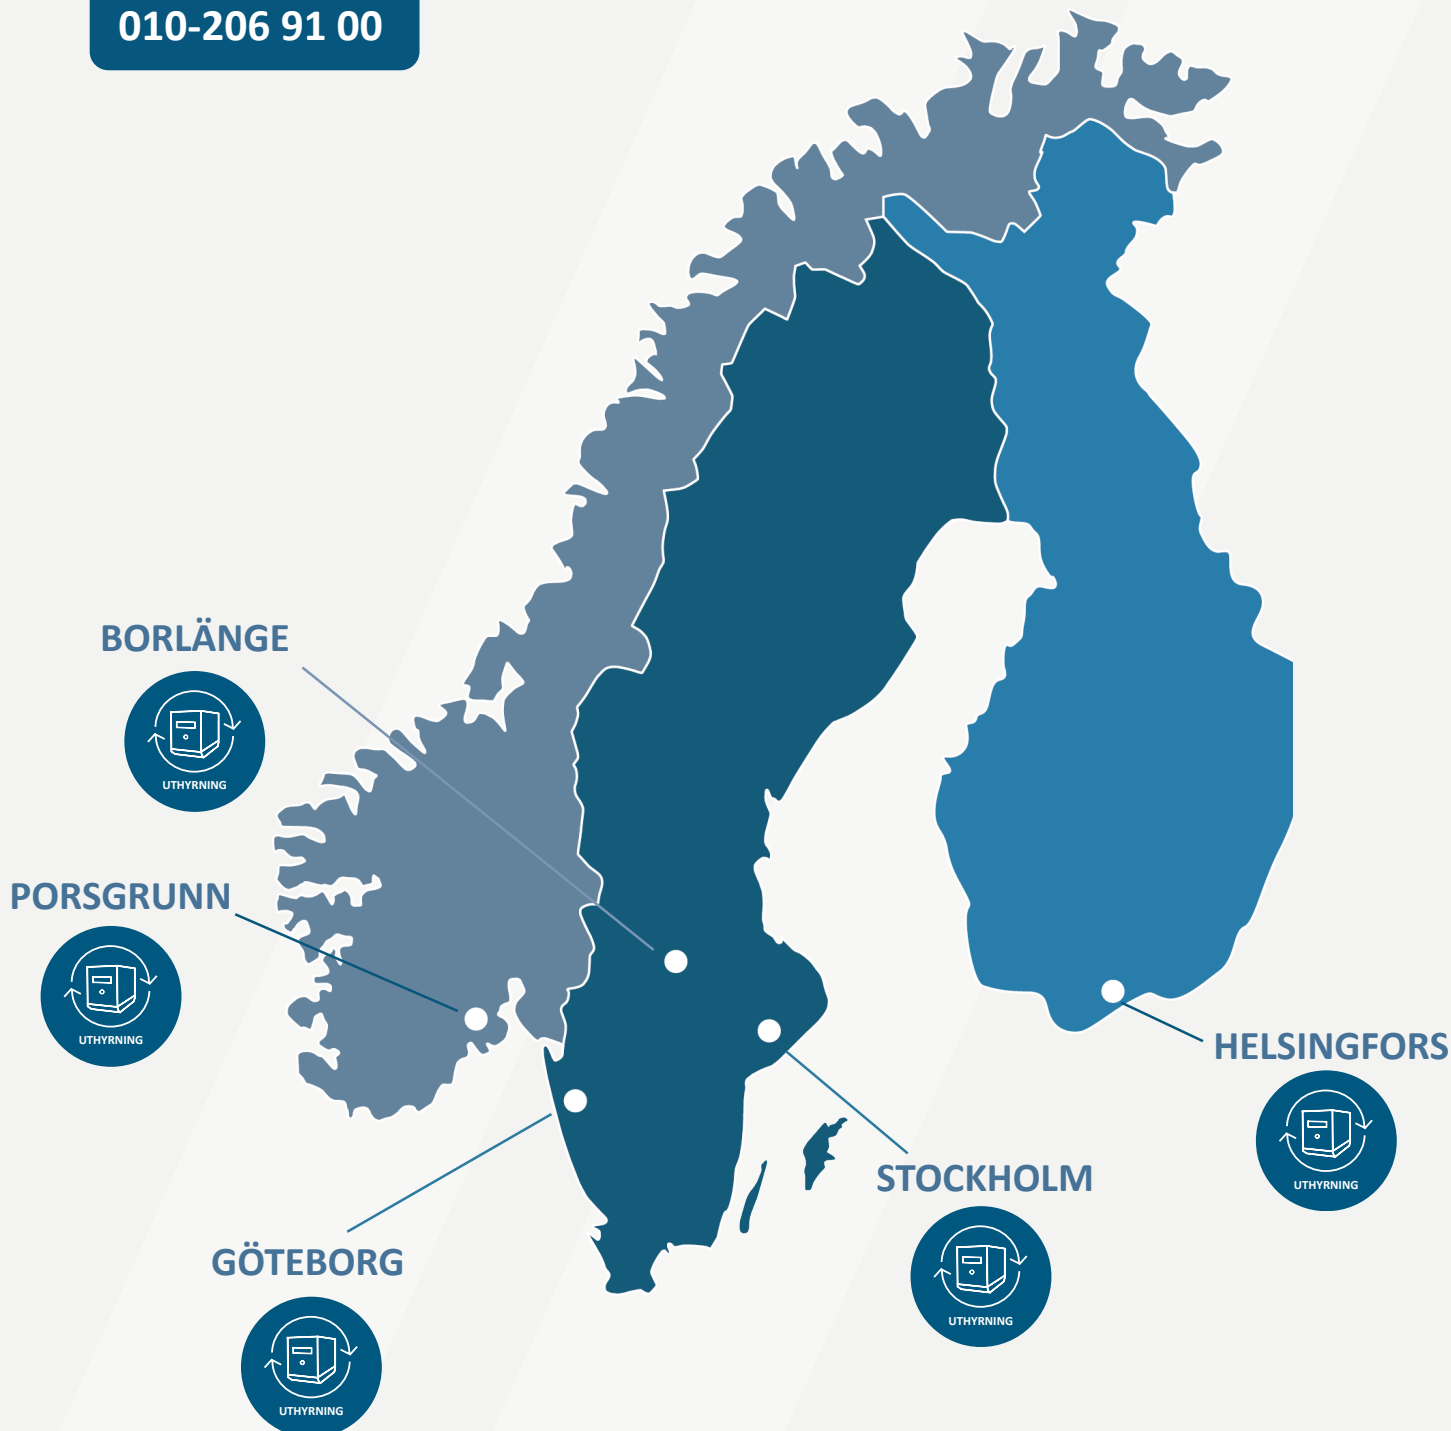 010-206 91 00
BORLÄNGE
UTHYRNING
PORSGRUNN
UTHYRNING
HELSINGFORS
UTHYRNING
STOCKHOLM
UTHYRNING
GÖTEBORG
UTHYRNING